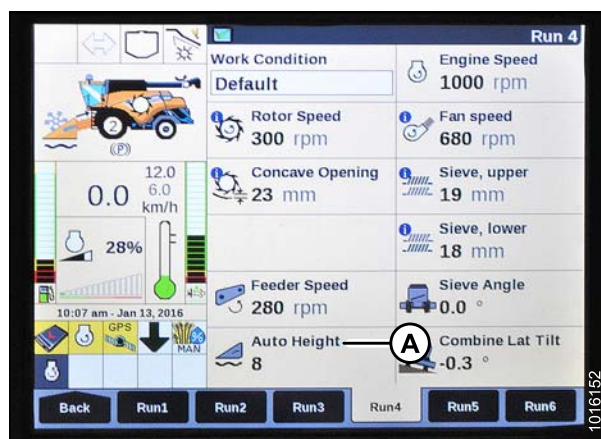 Run 4
Work Condition
Default
Engine Speed
1000 rpm
Rotor Speed
300 rpm
Fan speed
680 rpm
Concave Opening
23 mm
Sieve, upper
19 mm
Sieve, lower
18 mm
Feeder Speed
280 rpm
Sieve Angle
0.0 °
Auto Height
8
A
Combine Lat Tilt
-0.3 °
2
(P)
0.0
12.0
6.0
km/h
28%
10:07 am - Jan 13, 2016
GPS
%
MAN
Back
Run1
Run2
Run3
Run4
Run5
Run6
1016152